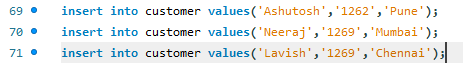 69 insert into customer values('Ashutosh','1262','Pune');
70 insert into customer values('Neeraj','1269','Mumbai');
71 insert into customer values('Lavish','1269','Chennai');